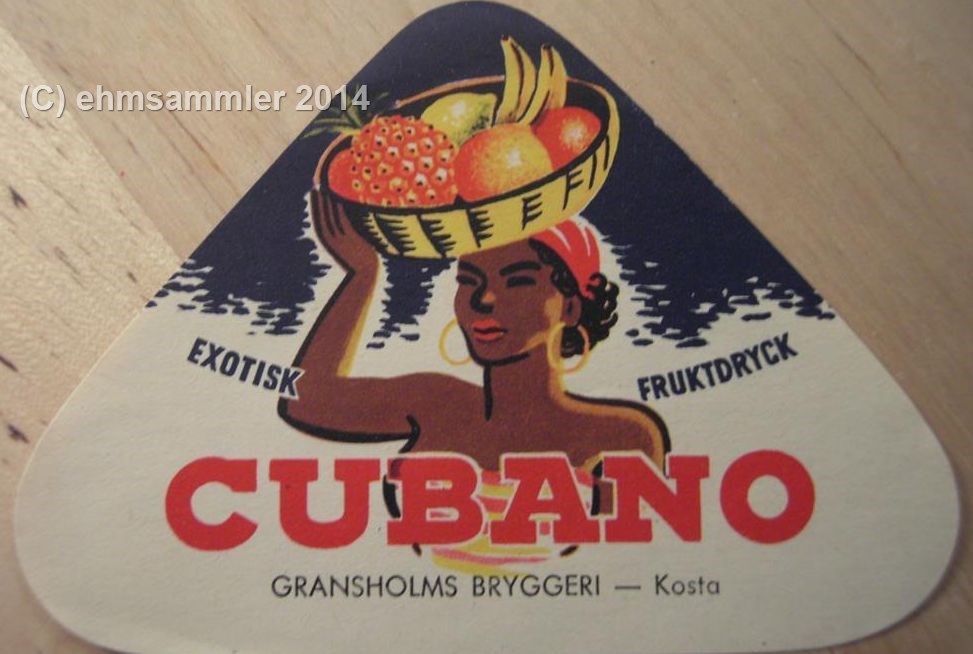 (C) ehmsammler 2014
EXOTISK FRUKTDRYCK
CUBANO
GRANSHOLMS BRYGGERI — Kosta